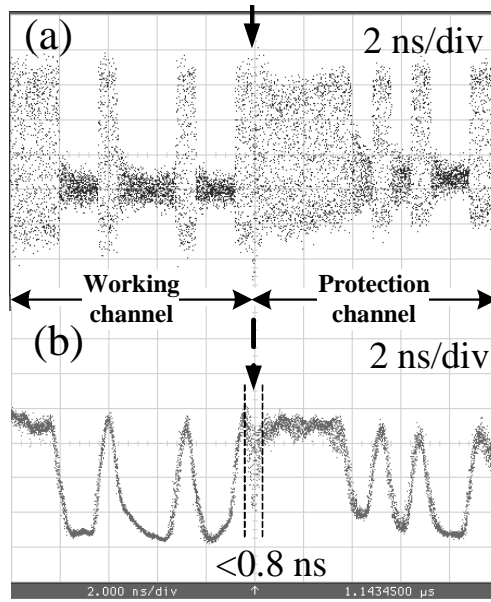 (a)
2 ns/div
Working channel
Protection channel
(b)
2 ns/div
<0.8 ns
2.000 ns/div
1.1434500 µs